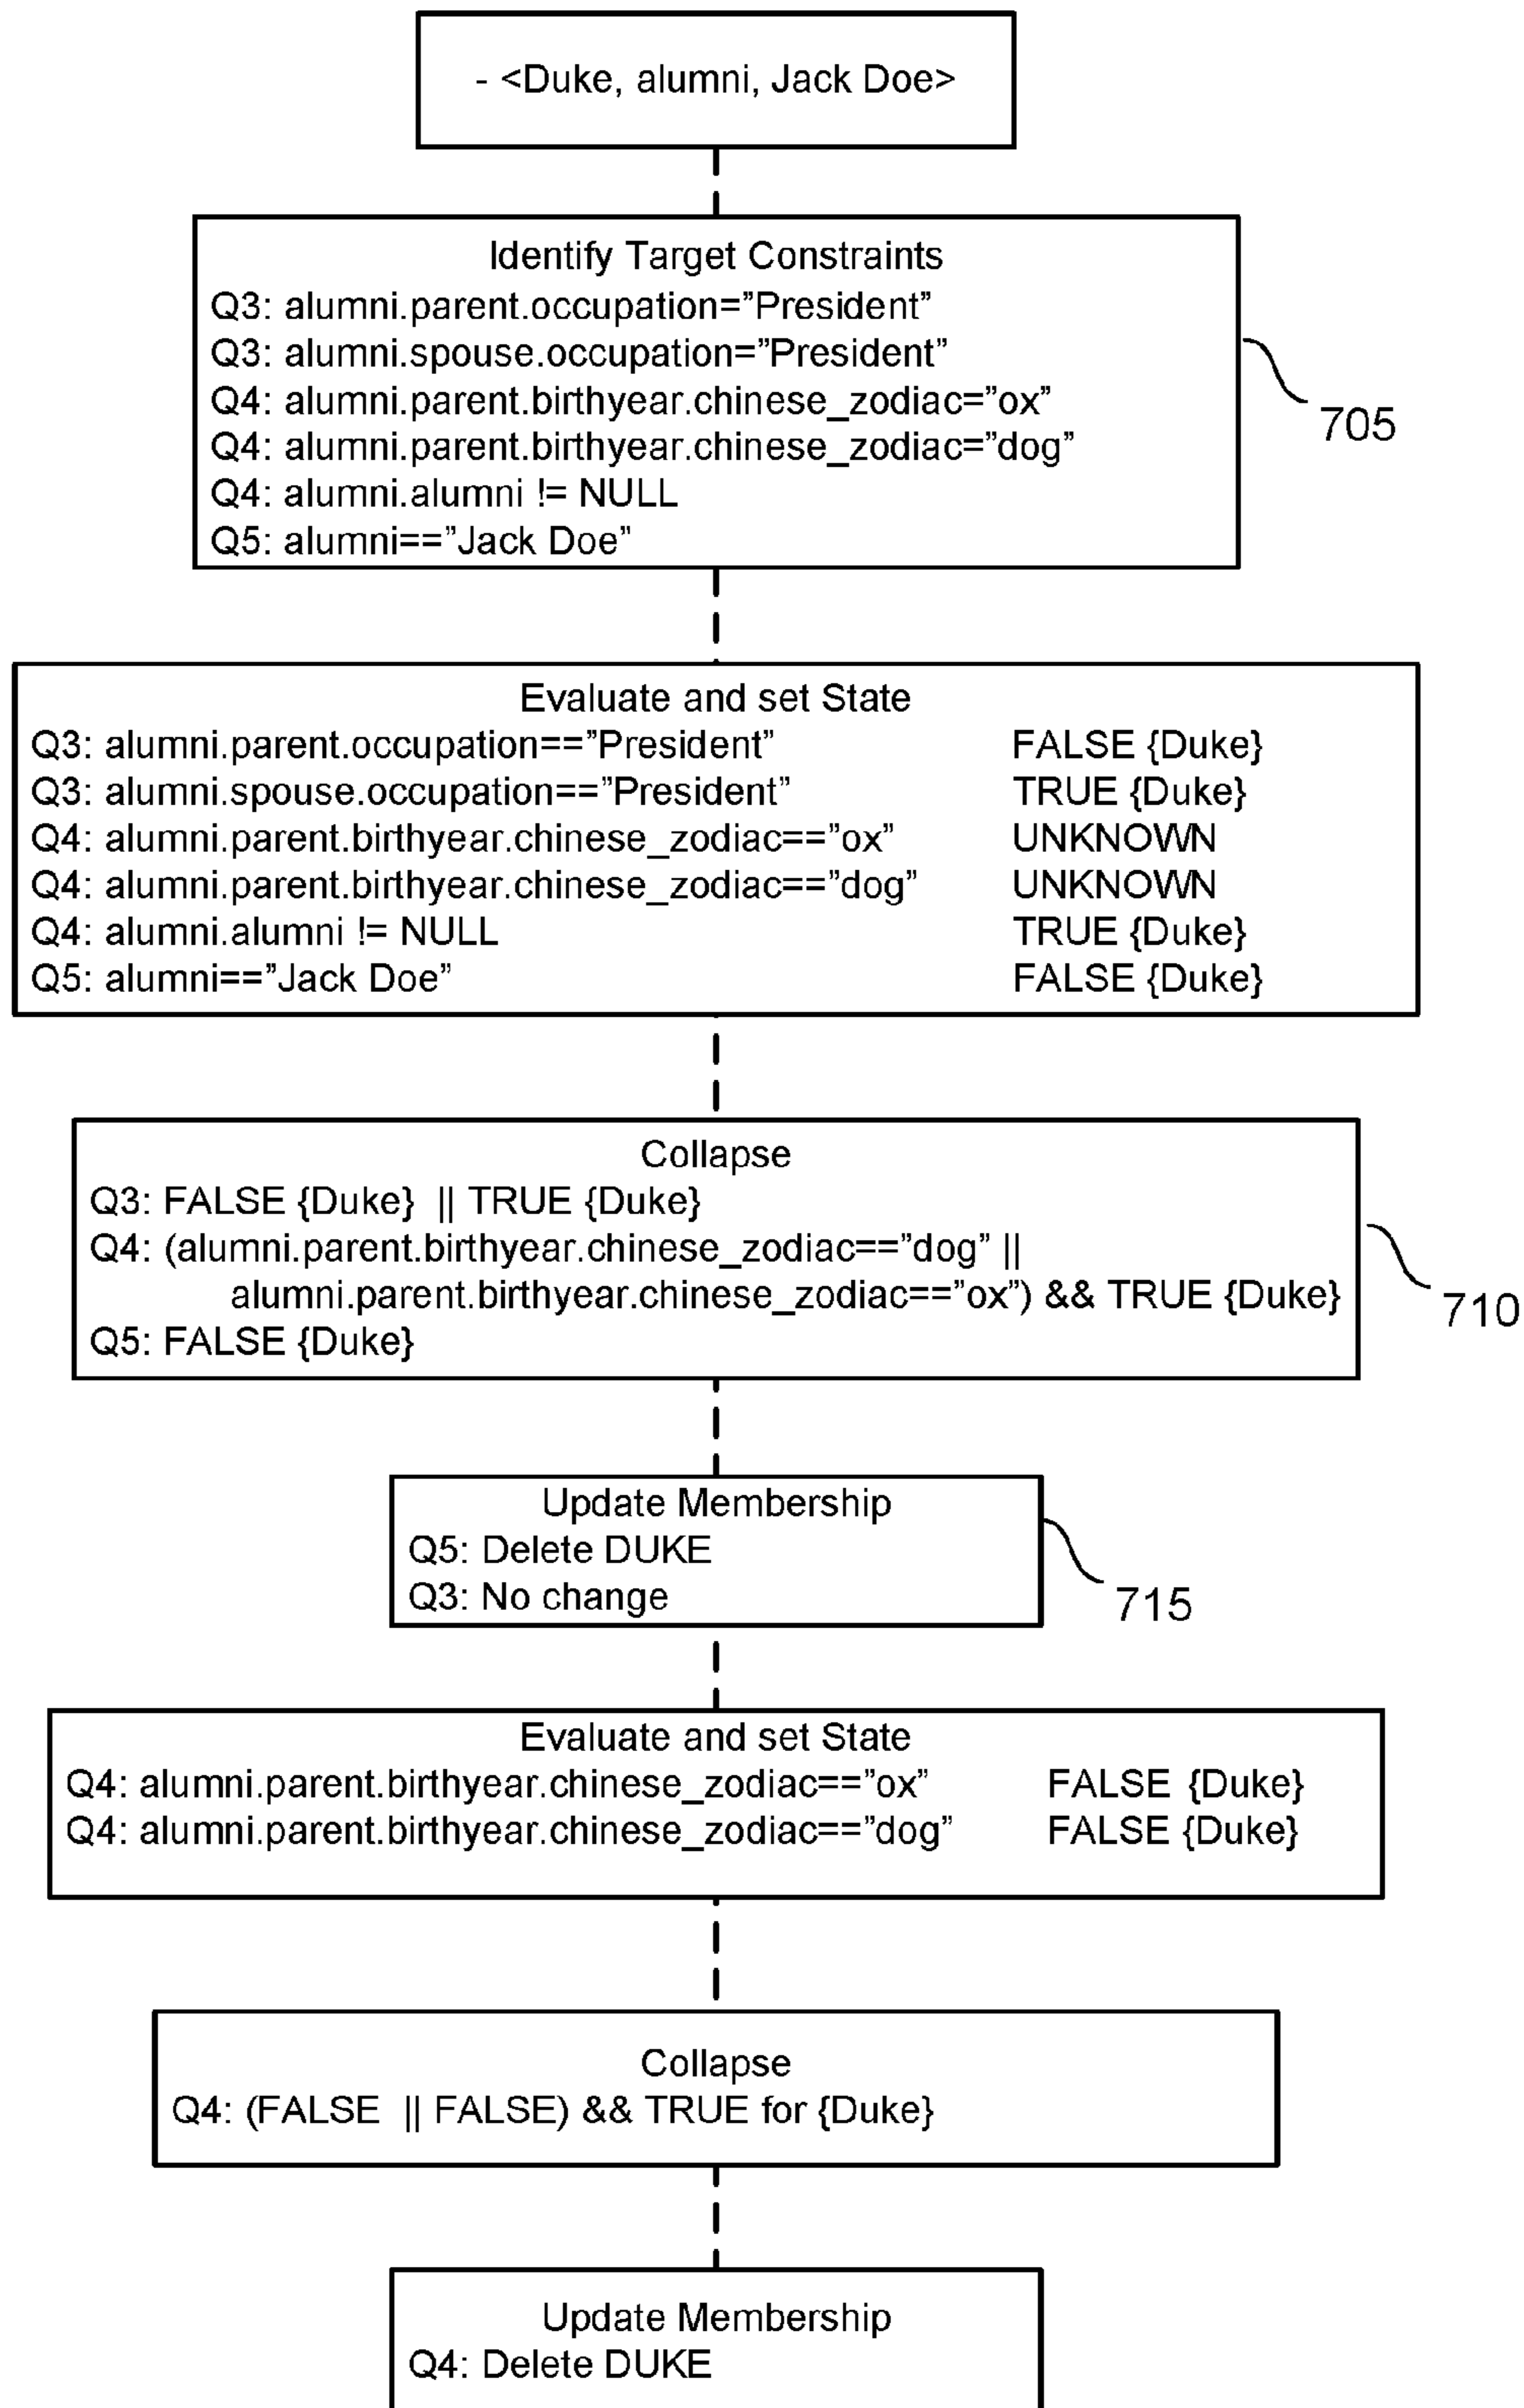 - <Duke, alumni, Jack Doe>
Identify Target Constraints
Q3: alumni.parent.occupation=”President”
Q3: alumni.spouse.occupation=”President”
Q4: alumni.parent.birthyear.chinese_zodiac=”ox”
Q4: alumni.parent.birthyear.chinese_zodiac=”dog”
Q4: alumni.alumni != NULL
Q5: alumni==”Jack Doe”
705
Evaluate and set State
Q3: alumni.parent.occupation==”President” FALSE {Duke}
Q3: alumni.spouse.occupation==”President” TRUE {Duke}
Q4: alumni.parent.birthyear.chinese_zodiac==”ox” UNKNOWN
Q4: alumni.parent.birthyear.chinese_zodiac==”dog” UNKNOWN
Q4: alumni.alumni != NULL TRUE {Duke}
Q5: alumni==”Jack Doe” FALSE {Duke}
Collapse
Q3: FALSE {Duke} || TRUE {Duke}
Q4: (alumni.parent.birthyear.chinese_zodiac==”dog” ||
alumni.parent.birthyear.chinese_zodiac==”ox”) && TRUE {Duke}
Q5: FALSE {Duke}
710
Update Membership
Q5: Delete DUKE
Q3: No change
715
Evaluate and set State
Q4: alumni.parent.birthyear.chinese_zodiac==”ox” FALSE {Duke}
Q4: alumni.parent.birthyear.chinese_zodiac==”dog” FALSE {Duke}
Collapse
Q4: (FALSE || FALSE) && TRUE for {Duke}
Update Membership
Q4: Delete DUKE